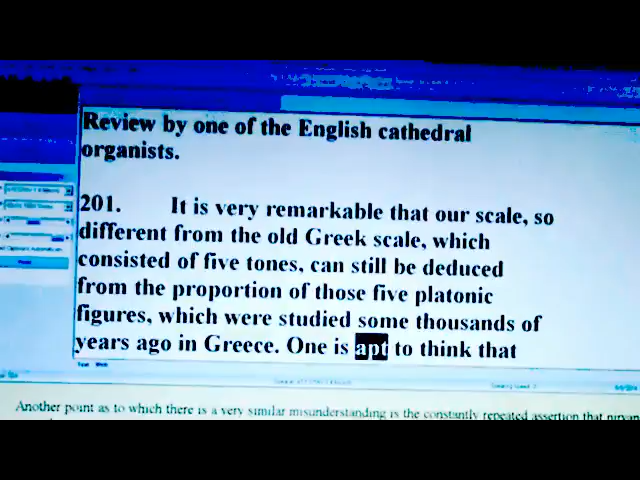 Review by one of the English cathedral
organists.
201. It is very remarkable that our scale, so
different from the old Greek scale, which
consisted of five tones, can still be deduced
from the proportion of those five platonic
figures, which were studied some thousands of
years ago in Greece. One is apt to think that
Another point as to which there is a very similar misunderstanding is the constantly repeated assertion that nirvan